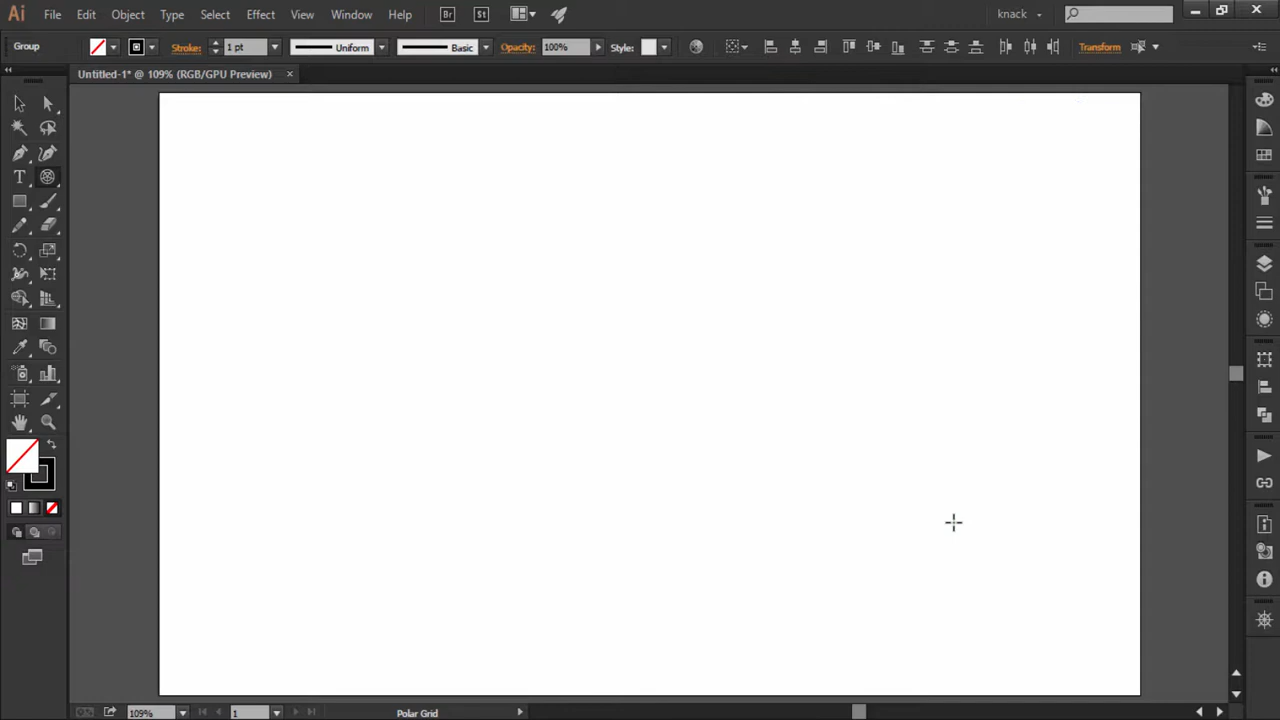 Ai File Edit Object Type Select Effect View Window Help Br St knack
Group Stroke: 1 pt Uniform Basic Opacity: 100% Style: Transform
Untitled-1* @ 109% (RGB/GPU Preview) ×
T
109% 1 Polar Grid